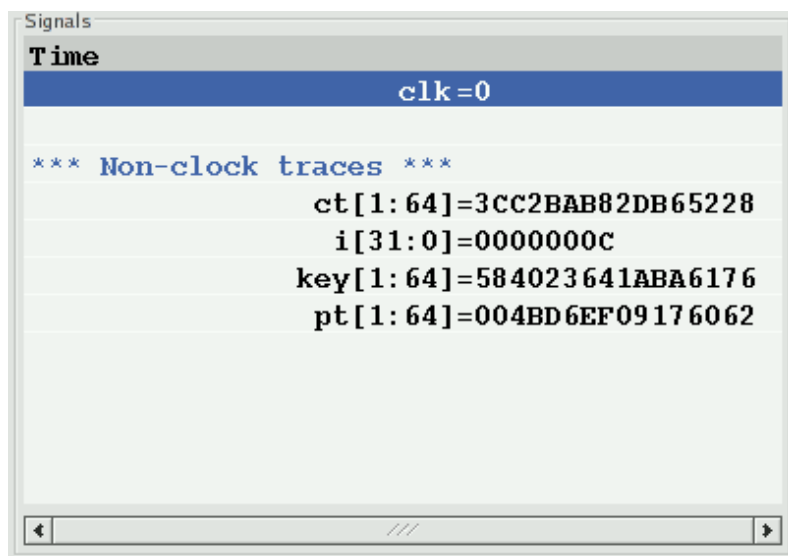 Signals
Time
clk=0
*** Non-clock traces ***
ct[1:64]=3CC2BAB82DB65228
i[31:0]=0000000C
key[1:64]=584023641ABA6176
pt[1:64]=004BD6EF09176062